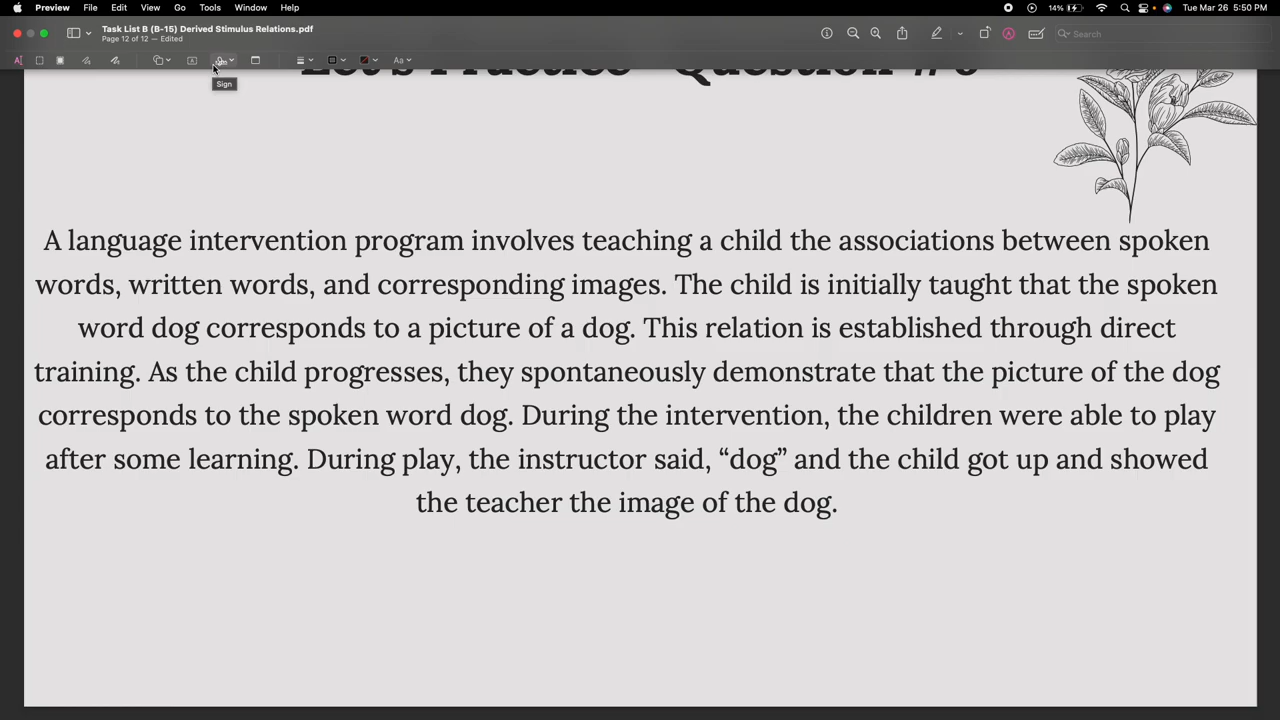 Preview File Edit View Go Tools Window Help 14% Tue Mar 26 5:50 PM
Task List B (B-15) Derived Stimulus Relations.pdf
Page 12 of 12 — Edited
Search
Aa
Sign
Let's Practice - Question #
A language intervention program involves teaching a child the associations between spoken
words, written words, and corresponding images. The child is initially taught that the spoken
word dog corresponds to a picture of a dog. This relation is established through direct
training. As the child progresses, they spontaneously demonstrate that the picture of the dog
corresponds to the spoken word dog. During the intervention, the children were able to play
after some learning. During play, the instructor said, “dog” and the child got up and showed
the teacher the image of the dog.